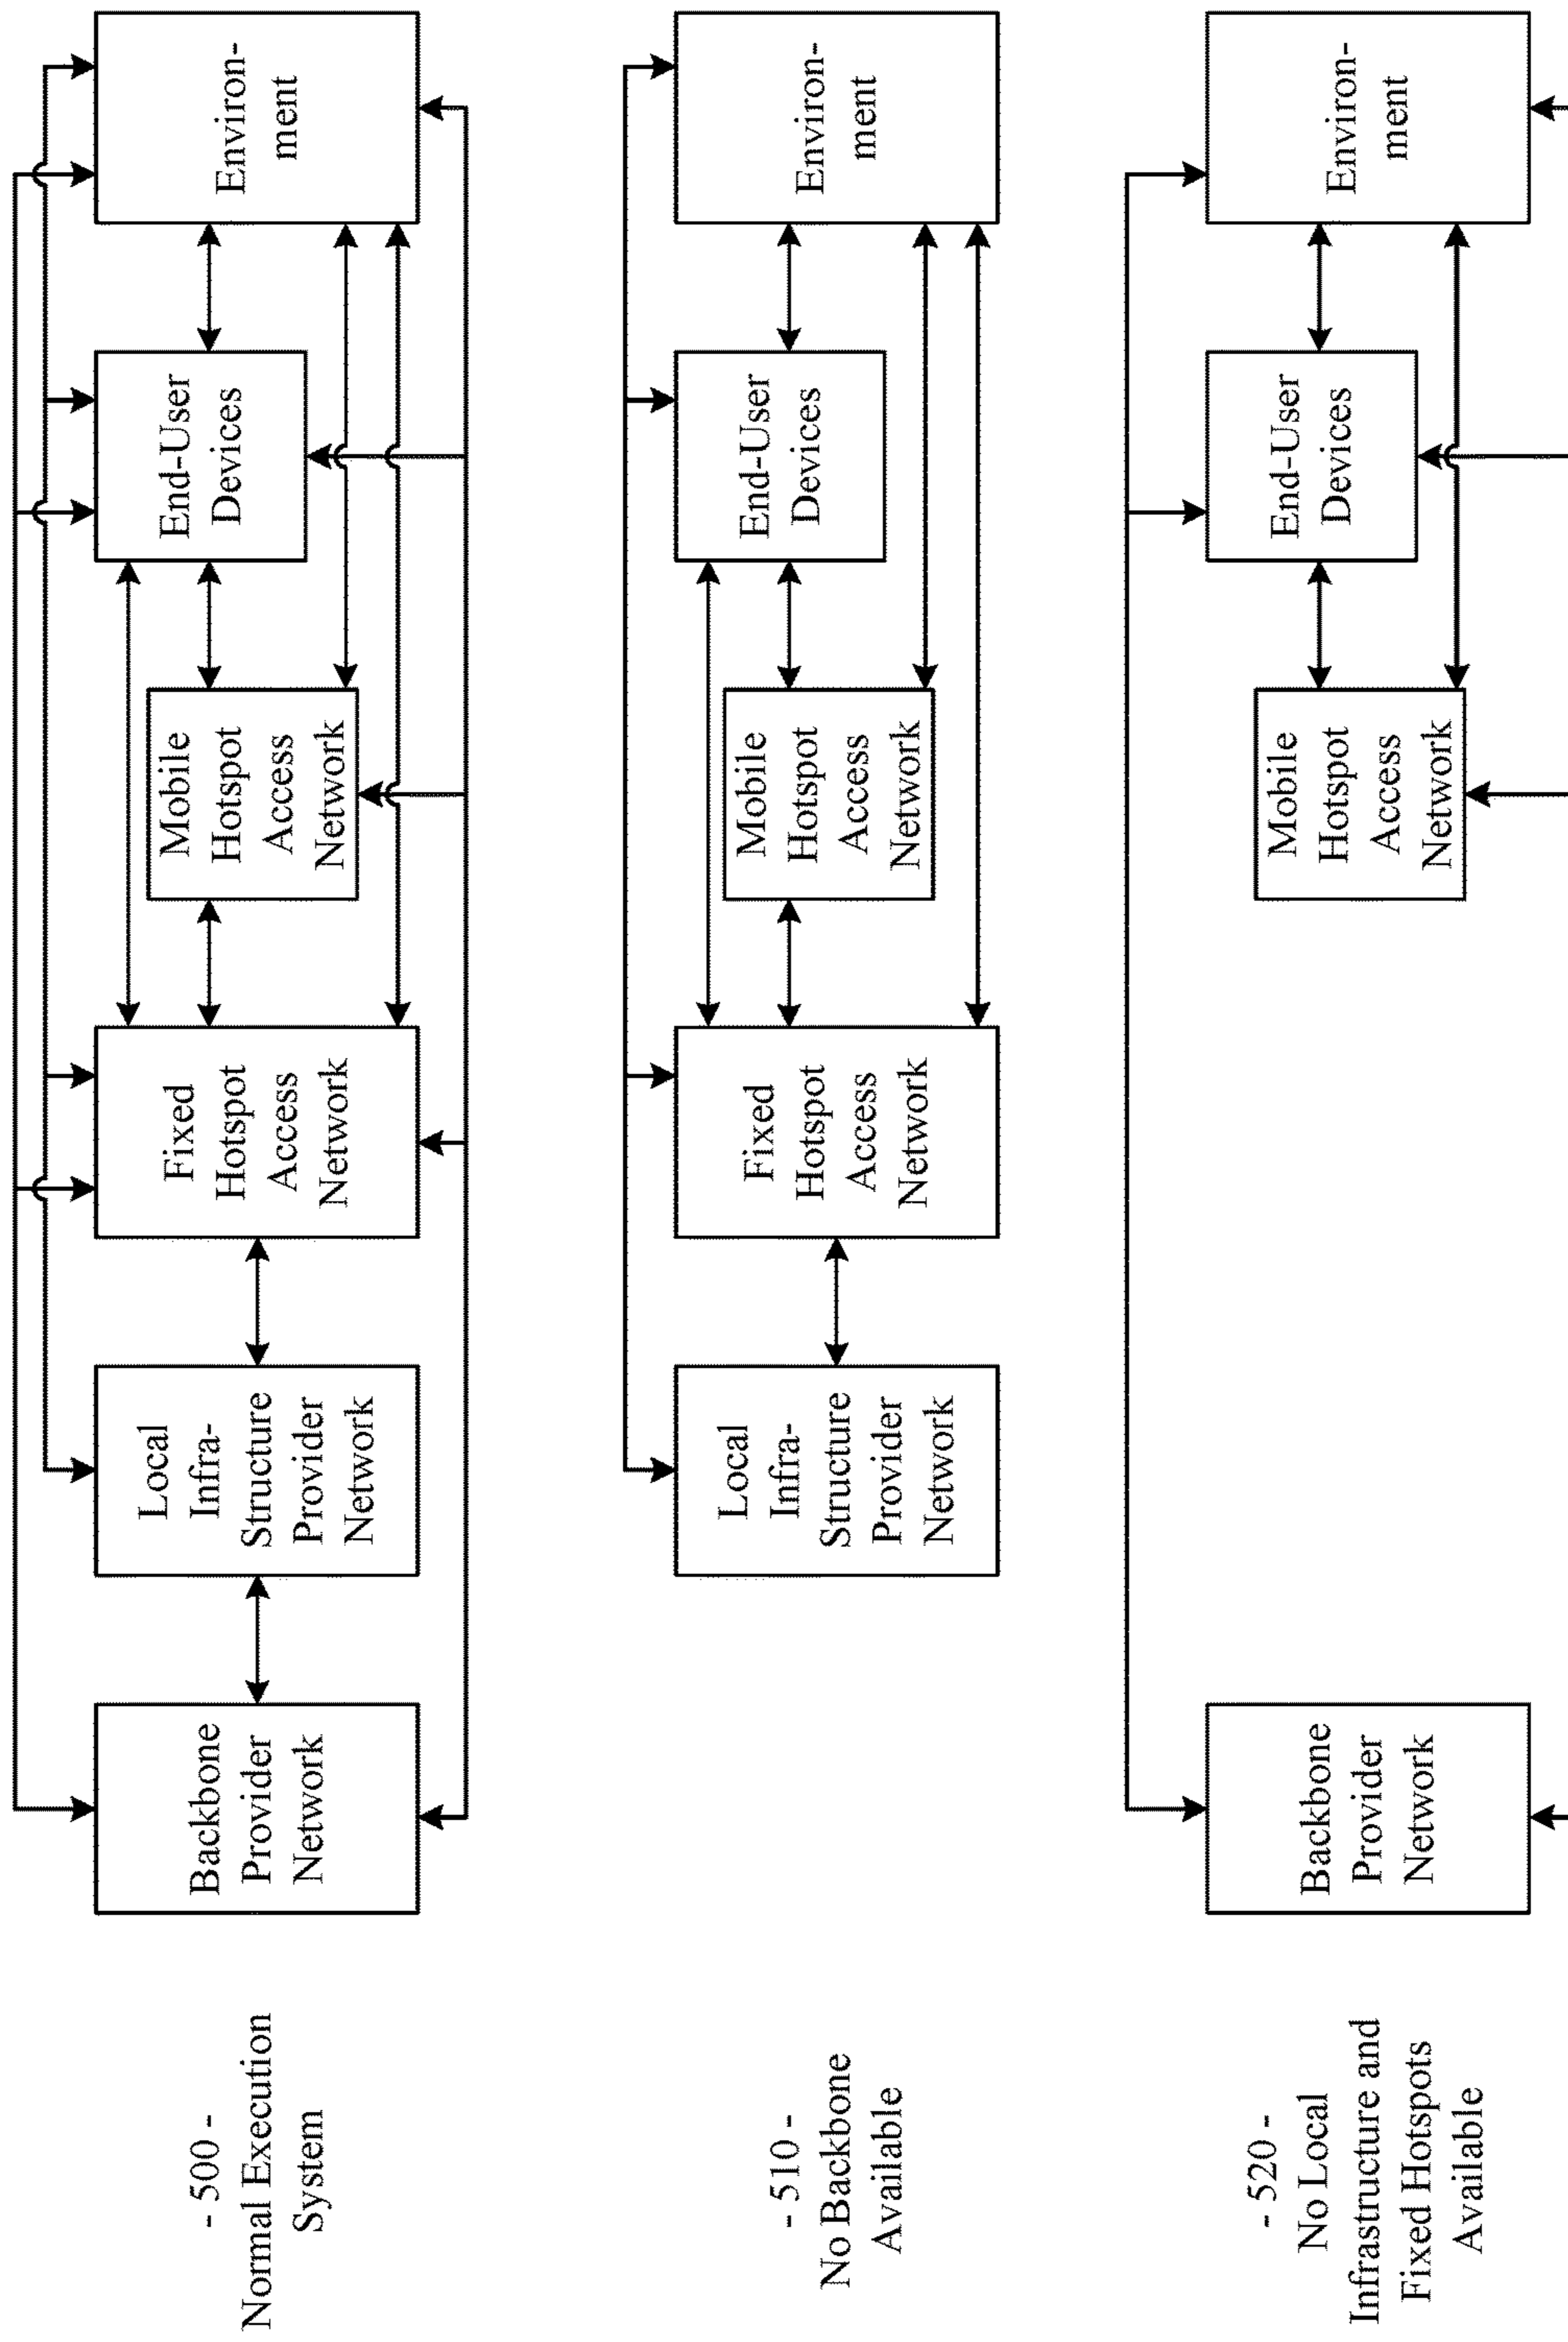 - 500 -
Normal Execution
System
Backbone
Provider
Network
Local
Infra-
Structure
Provider
Network
Fixed
Hotspot
Access
Network
Mobile
Hotspot
Access
Network
End-User
Devices
Environ-
ment
- 510 -
No Backbone
Available
Local
Infra-
Structure
Provider
Network
Fixed
Hotspot
Access
Network
Mobile
Hotspot
Access
Network
End-User
Devices
Environ-
ment
- 520 -
No Local
Infrastructure and
Fixed Hotspots
Available
Backbone
Provider
Network
Mobile
Hotspot
Access
Network
End-User
Devices
Environ-
ment